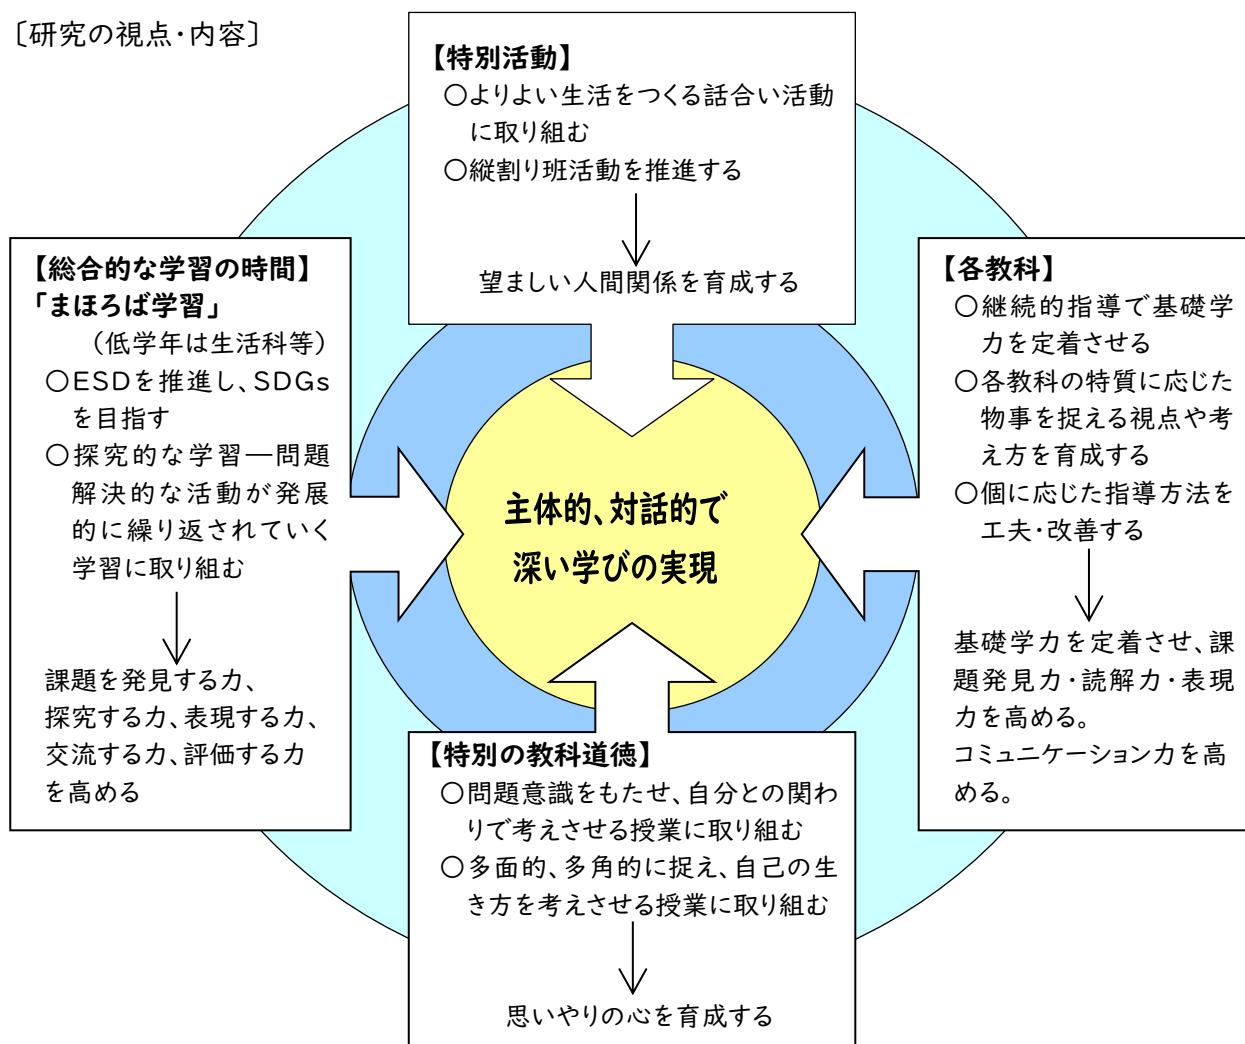 〔研究の視点・内容〕
【特別活動】
○よりよい生活をつくる話合い活動
に取り組む
○縦割り班活動を推進する
望ましい人間関係を育成する
【総合的な学習の時間】
「まほろば学習」
（低学年は生活科等）
○ESDを推進し、SDGs
を目指す
○探究的な学習―問題
解決的な活動が発展
的に繰り返されていく
学習に取り組む
課題を発見する力、
探究する力、表現する力、
交流する力、評価する力
を高める
主体的、対話的で
深い学びの実現
【各教科】
○継続的指導で基礎学
力を定着させる
○各教科の特質に応じた
物事を捉える視点や考
え方を育成する
○個に応じた指導方法を
工夫・改善する
基礎学力を定着させ、課
題発見力・読解力・表現
力を高める。
コミュニケーション力を高
める。
【特別の教科道徳】
○問題意識をもたせ、自分との関わ
りで考えさせる授業に取り組む
○多面的、多角的に捉え、自己の生
き方を考えさせる授業に取り組む
思いやりの心を育成する